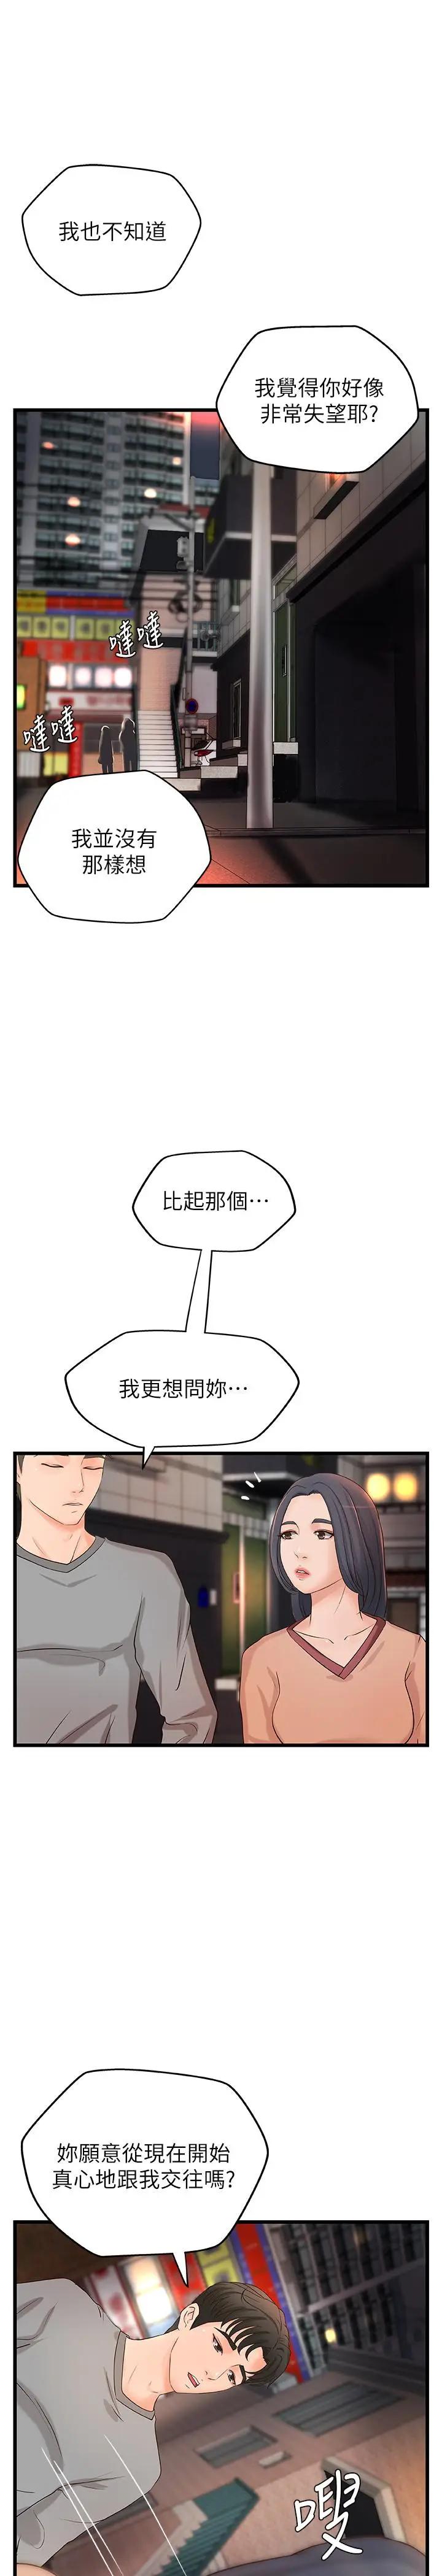 我也不知道
我覺得你好像
非常失望耶?
噠噠
噠噠
我並沒有
那樣想
比起那個…
我更想問妳…
妳願意從現在開始
真心地跟我交往嗎?
嗖